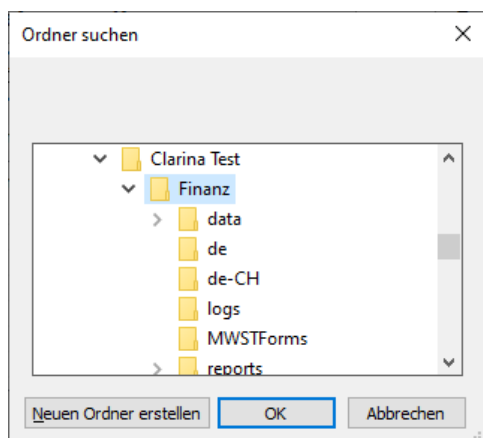 Ordner suchen
Clarina Test
Finanz
data
de
de-CH
logs
MWSTForms
reports
Neuen Ordner erstellen OK Abbrechen